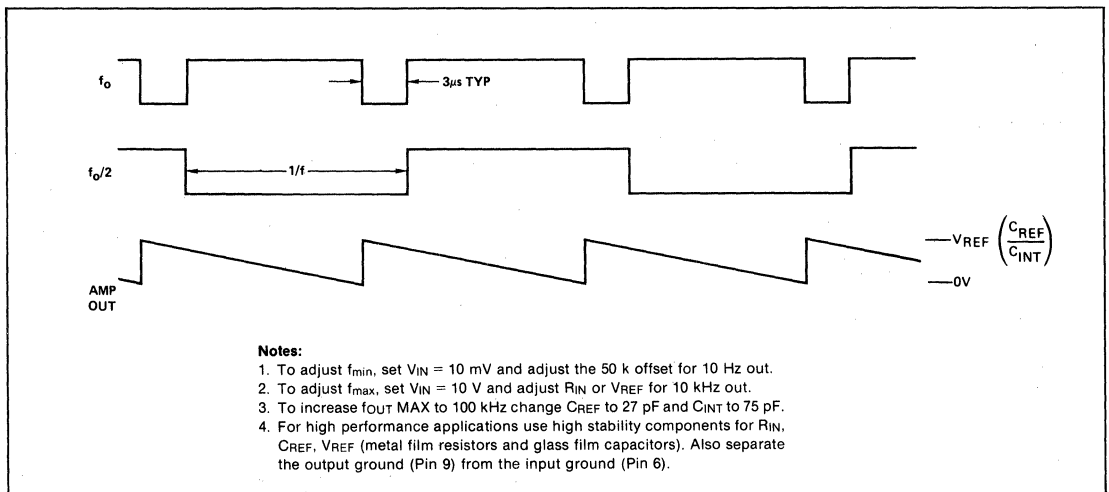 fo
3μs TYP
fo/2
1/f
VREF (CREF/CINT)
AMP
OUT
0V
Notes:
1. To adjust fmin, set VIN = 10 mV and adjust the 50 k offset for 10 Hz out.
2. To adjust fmax, set VIN = 10 V and adjust RIN or VREF for 10 kHz out.
3. To increase fOUT MAX to 100 kHz change CREF to 27 pF and CINT to 75 pF.
4. For high performance applications use high stability components for RIN,
CREF, VREF (metal film resistors and glass film capacitors). Also separate
the output ground (Pin 9) from the input ground (Pin 6).